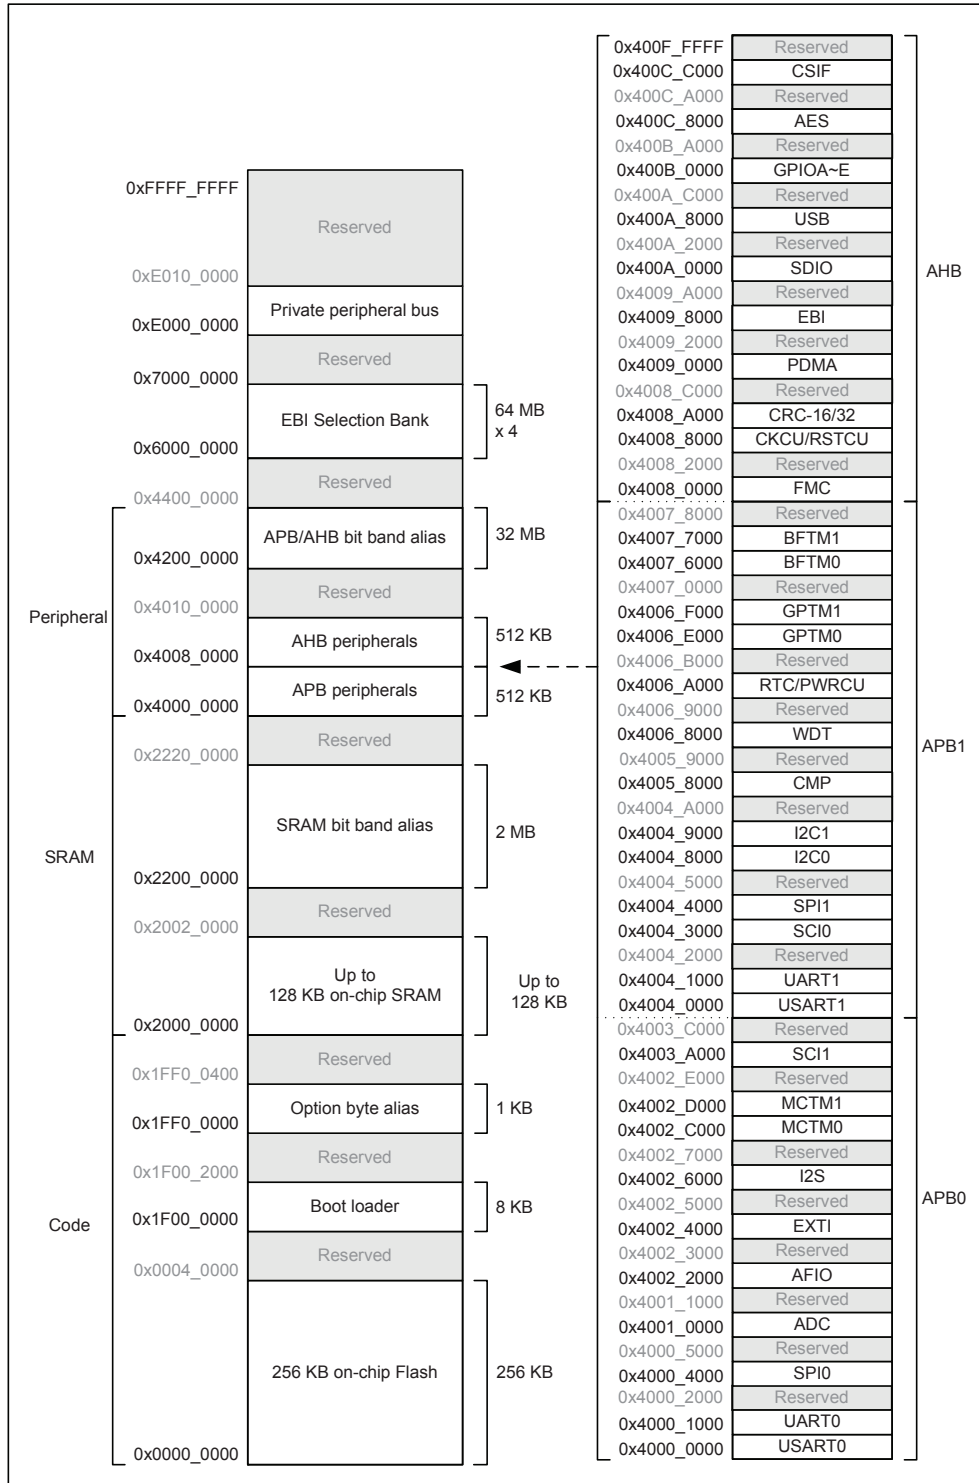 0xFFFF_FFFF
Reserved
0xE010_0000
Private peripheral bus
0xE000_0000
Reserved
0x7000_0000
EBI Selection Bank
64 MB
x 4
0x6000_0000
Reserved
0x4400_0000
APB/AHB bit band alias
32 MB
0x4200_0000
Reserved
0x4010_0000
Peripheral
AHB peripherals
512 KB
0x4008_0000
APB peripherals
512 KB
0x4000_0000
Reserved
0x2220_0000
SRAM bit band alias
2 MB
SRAM
0x2200_0000
Reserved
0x2002_0000
Up to
128 KB on-chip SRAM
Up to
128 KB
0x2000_0000
Reserved
0x1FF0_0400
Option byte alias
1 KB
0x1FF0_0000
Reserved
0x1F00_2000
Boot loader
8 KB
0x1F00_0000
Code
Reserved
0x0004_0000
256 KB on-chip Flash
256 KB
0x0000_0000
0x400F_FFFF Reserved
0x400C_C000 CSIF
0x400C_A000 Reserved
0x400C_8000 AES
0x400B_A000 Reserved
0x400B_0000 GPIOA~E
0x400A_C000 Reserved
0x400A_8000 USB
0x400A_2000 Reserved
0x400A_0000 SDIO
AHB
0x4009_A000 Reserved
0x4009_8000 EBI
0x4009_2000 Reserved
0x4009_0000 PDMA
0x4008_C000 Reserved
0x4008_A000 CRC-16/32
0x4008_8000 CKCU/RSTCU
0x4008_2000 Reserved
0x4008_0000 FMC
0x4007_8000 Reserved
0x4007_7000 BFTM1
0x4007_6000 BFTM0
0x4007_0000 Reserved
0x4006_F000 GPTM1
0x4006_E000 GPTM0
0x4006_B000 Reserved
0x4006_A000 RTC/PWRCU
0x4006_9000 Reserved
0x4006_8000 WDT
APB1
0x4005_9000 Reserved
0x4005_8000 CMP
0x4004_A000 Reserved
0x4004_9000 I2C1
0x4004_8000 I2C0
0x4004_5000 Reserved
0x4004_4000 SPI1
0x4004_3000 SCI0
0x4004_2000 Reserved
0x4004_1000 UART1
0x4004_0000 USART1
0x4003_C000 Reserved
0x4003_A000 SCI1
0x4002_E000 Reserved
0x4002_D000 MCTM1
0x4002_C000 MCTM0
0x4002_7000 Reserved
0x4002_6000 I2S
APB0
0x4002_5000 Reserved
0x4002_4000 EXTI
0x4002_3000 Reserved
0x4002_2000 AFIO
0x4001_1000 Reserved
0x4001_0000 ADC
0x4000_5000 Reserved
0x4000_4000 SPI0
0x4000_2000 Reserved
0x4000_1000 UART0
0x4000_0000 USART0